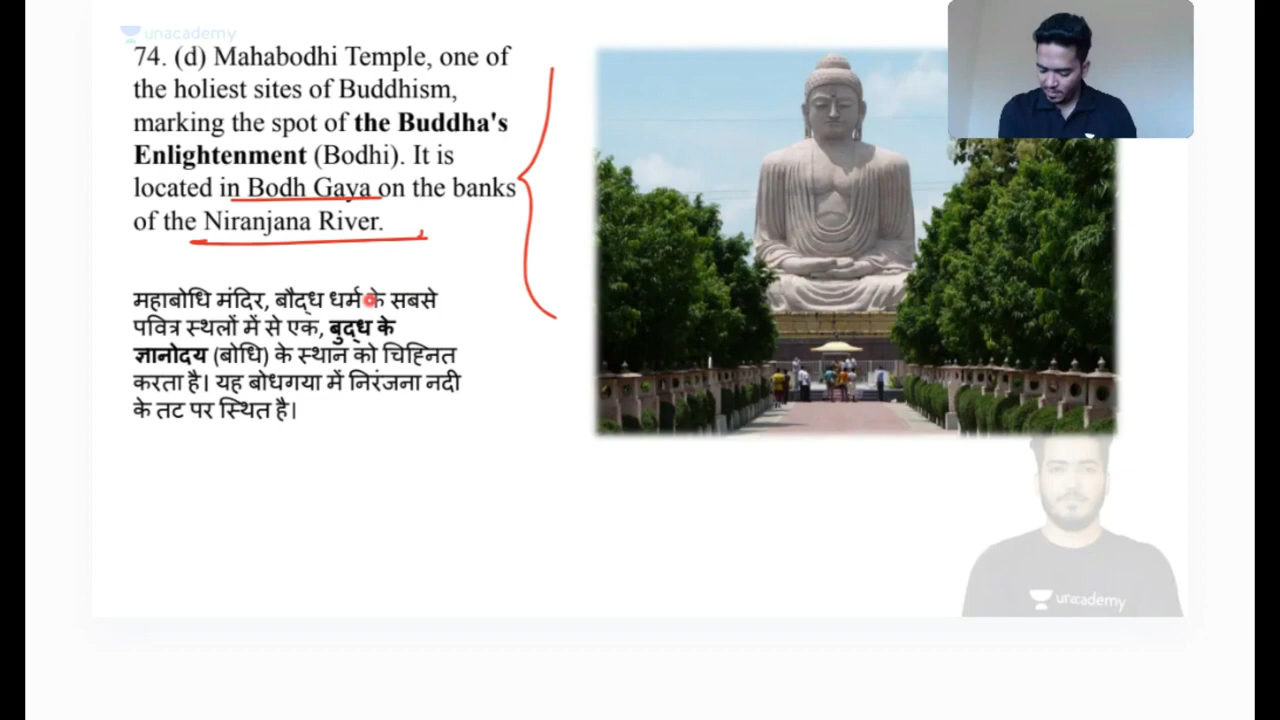 unacademy
74. (d) Mahabodhi Temple, one of
the holiest sites of Buddhism,
marking the spot of the Buddha's
Enlightenment (Bodhi). It is
located in Bodh Gaya on the banks
of the Niranjana River.
महाबोधि मंदिर, बौद्ध धर्म के सबसे
पवित्र स्थलों में से एक, बुद्ध के
ज्ञानोदय (बोधि) के स्थान को चिह्नित
करता है। यह बोधगया में निरंजना नदी
के तट पर स्थित है।
unacademy